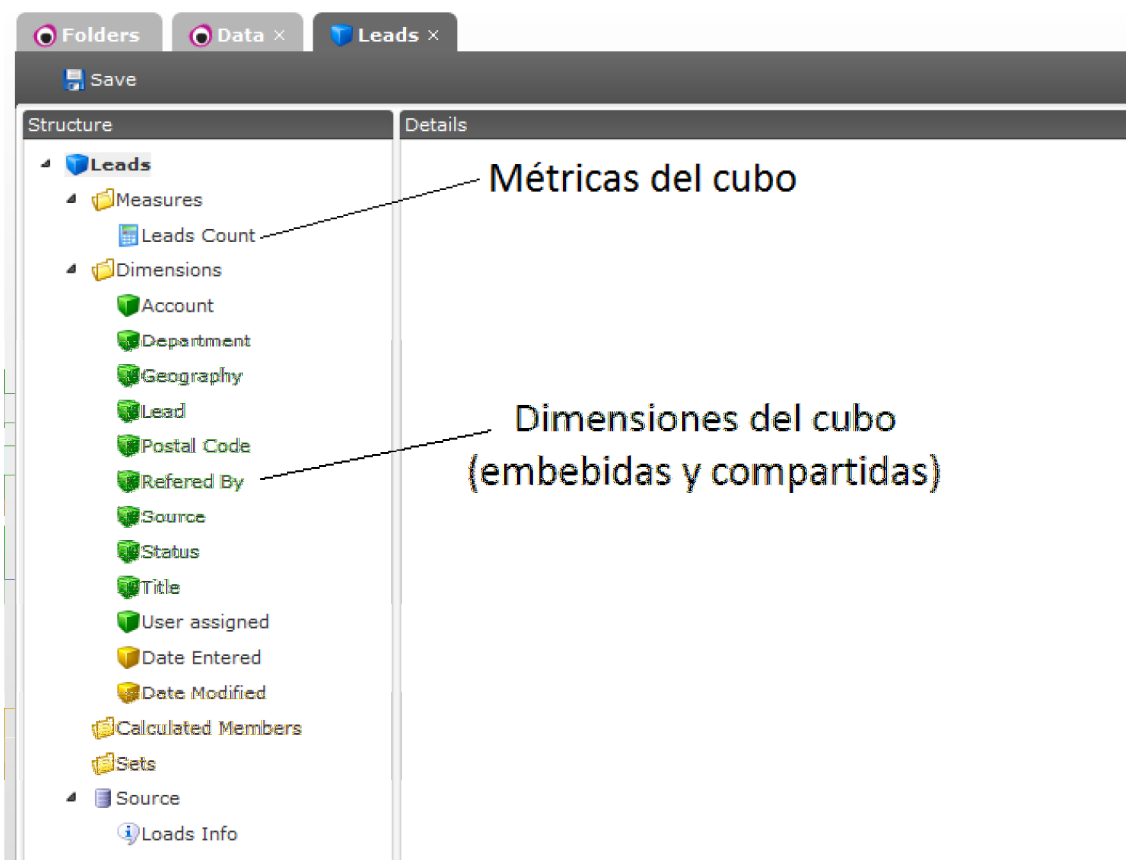 Folders
Data ×
Leads ×
Save
Structure
Details
Leads
Métricas del cubo
Measures
Leads Count
Dimensions
Account
Department
Geography
Lead
Dimensiones del cubo
(embebidas y compartidas)
Postal Code
Refered By
Source
Status
Title
User assigned
Date Entered
Date Modified
Calculated Members
Sets
Source
Loads Info